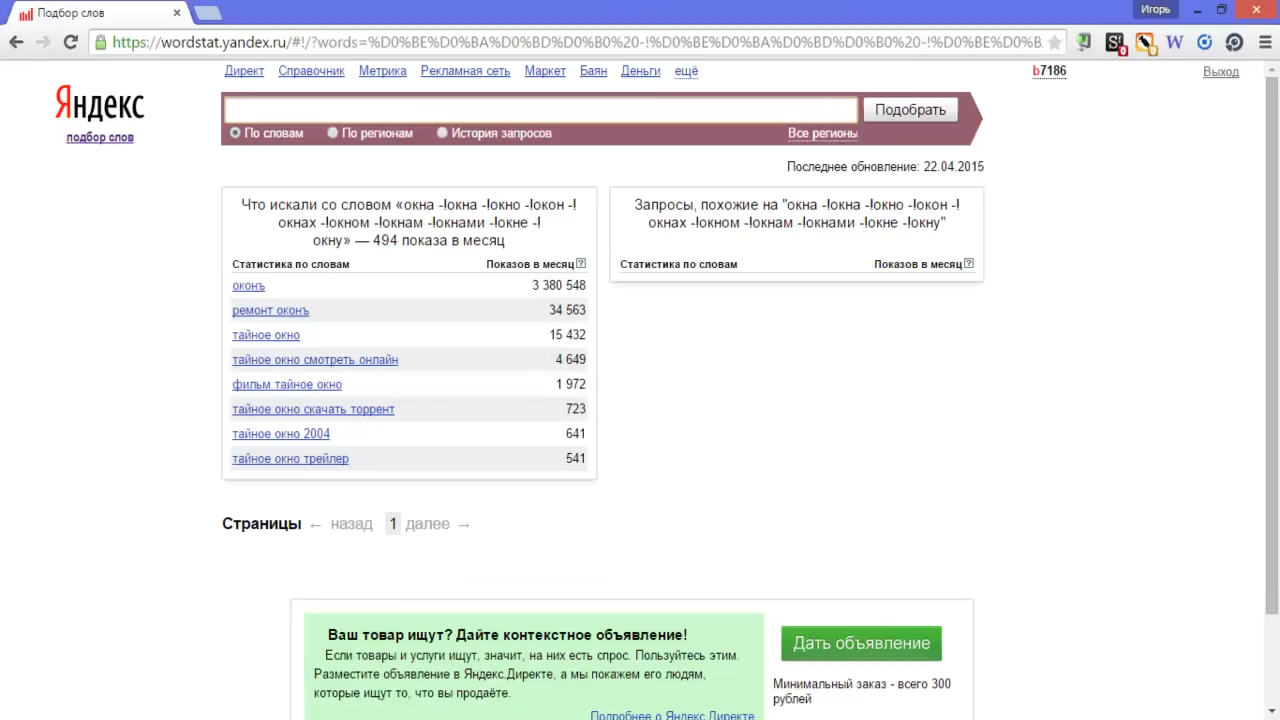 Подбор слов
Игорь
https://wordstat.yandex.ru/#!/?words=%D0%BE%D0%BA%D0%BD%D0%B0%20-!%D0%BE%D0%BA%D0%BD%D0%B0%20-!%D0%BE%D0%B
Директ Справочник Метрика Рекламная сеть Маркет Баян Деньги ещё b7186 Выход
Яндекс
подбор слов
Подобрать
По словам По регионам История запросов Все регионы
Последнее обновление: 22.04.2015
Что искали со словом «окна -!окна -!окно -!окон -!
окнах -!окном -!окнам -!окнами -!окне -!
окну» — 494 показа в месяц
Статистика по словам Показов в месяц ?
оконъ 3 380 548
ремонт оконъ 34 563
тайное окно 15 432
тайное окно смотреть онлайн 4 649
фильм тайное окно 1 972
тайное окно скачать торрент 723
тайное окно 2004 641
тайное окно трейлер 541
Запросы, похожие на "окна -!окна -!окно -!окон -!
окнах -!окном -!окнам -!окнами -!окне -!окну"
Статистика по словам Показов в месяц ?
Страницы ← назад 1 далее →
Ваш товар ищут? Дайте контекстное объявление!
Если товары и услуги ищут, значит, на них есть спрос. Пользуйтесь этим.
Разместите объявление в Яндекс.Директе, а мы покажем его людям,
которые ищут то, что вы продаёте.
Подробнее о Яндекс.Директе
Дать объявление
Минимальный заказ - всего 300
рублей